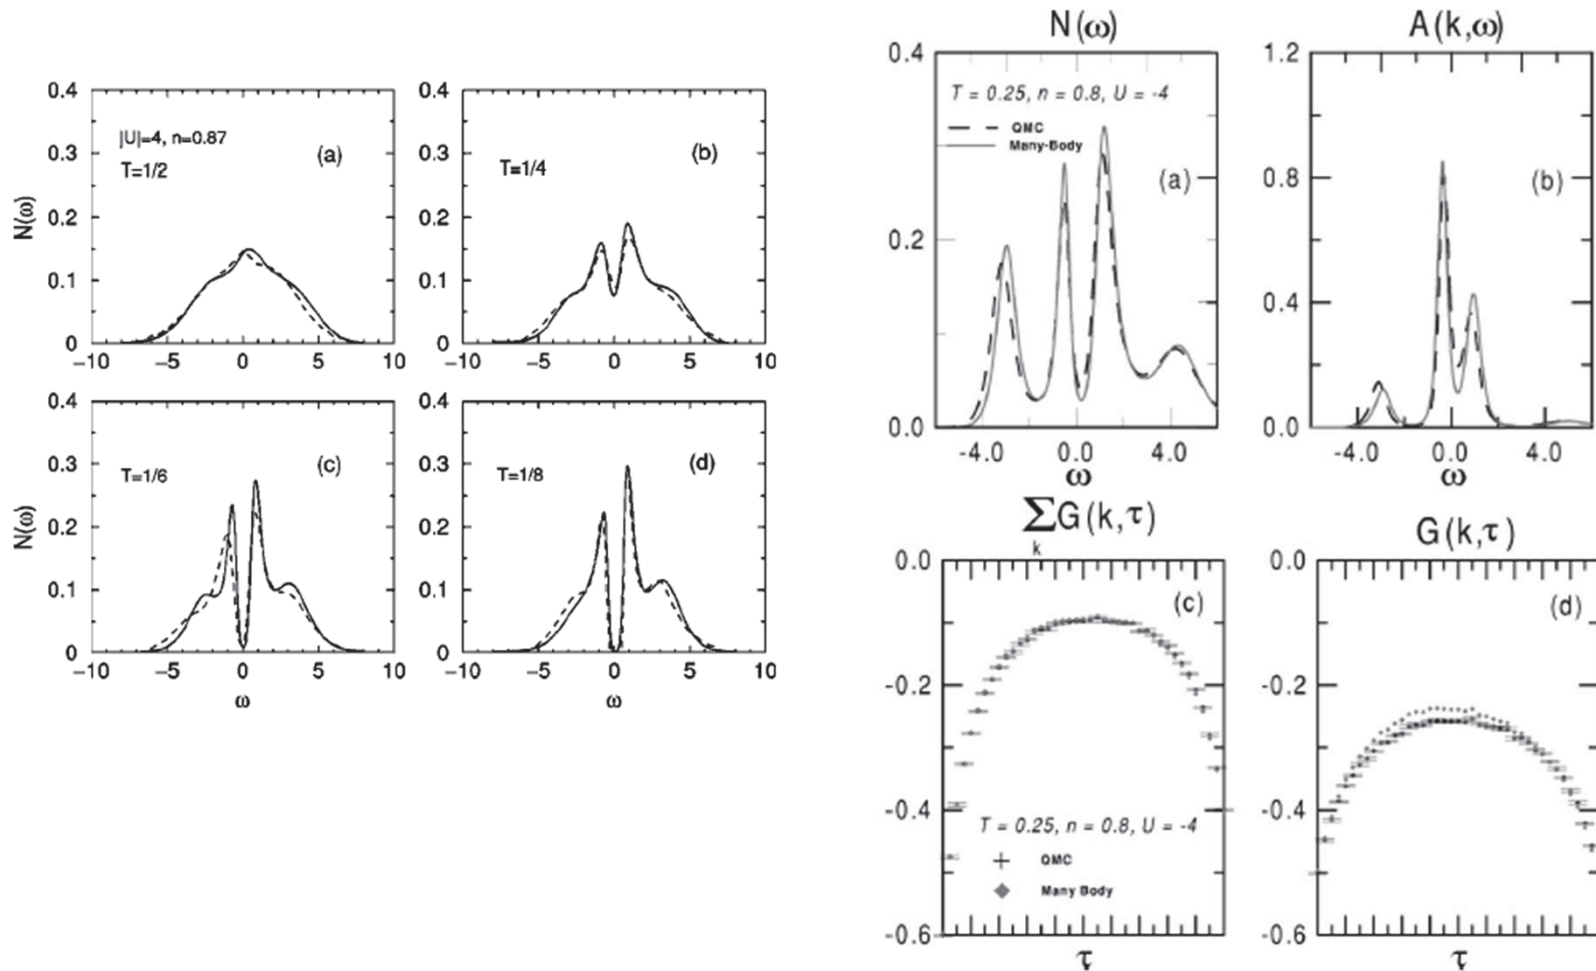 0.4
0.3
0.2
0.1
0
N(ω)
|U|=4, n=0.87
T=1/2
(a)
−10 −5 0 5 10
0.4
0.3
0.2
0.1
0
T=1/4
(b)
−10 −5 0 5 10
0.4
0.3
0.2
0.1
0
N(ω)
T=1/6
(c)
−10 −5 0 5 10
ω
0.4
0.3
0.2
0.1
0
T=1/8
(d)
−10 −5 0 5 10
ω
N(ω)
0.4
0.2
0.0
T = 0.25, n = 0.8, U = -4
QMC
Many-Body
(a)
-4.0 0.0 4.0
ω
A(k,ω)
1.2
0.8
0.4
0.0
(b)
-4.0 0.0 4.0
ω
∑G(k,τ)
k
0.0
-0.2
-0.4
-0.6
(c)
T = 0.25, n = 0.8, U = -4
QMC
Many Body
τ
G(k,τ)
0.0
-0.2
-0.4
-0.6
(d)
τ